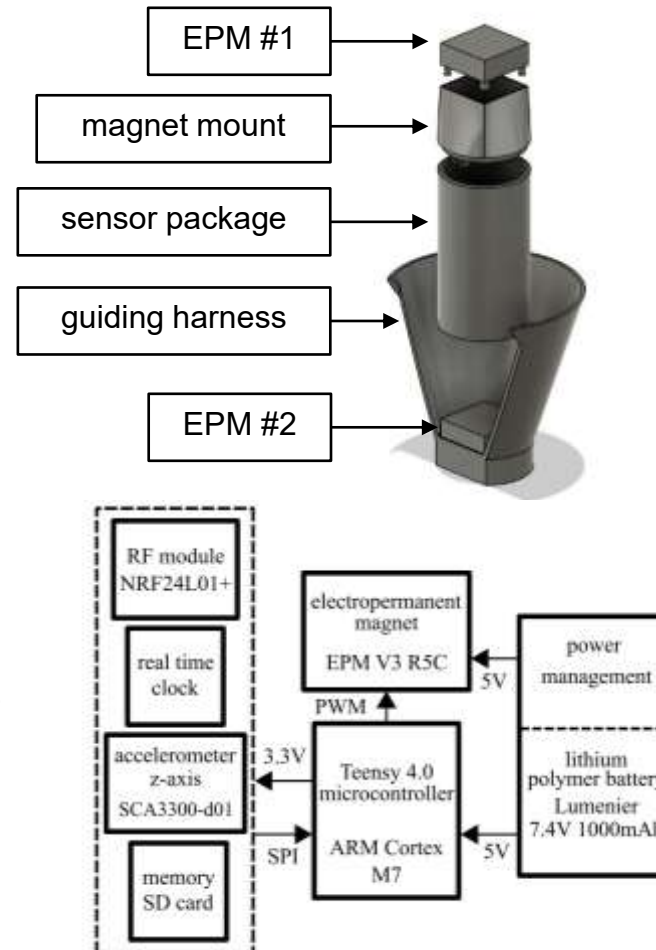 EPM #1
magnet mount
sensor package
guiding harness
EPM #2
RF module
NRF24L01+
real time
clock
accelerometer
z-axis
SCA3300-d01
memory
SD card
3.3V
SPI
electropermanent
magnet
EPM V3 R5C
PWM
Teensy 4.0
microcontroller
ARM Cortex
M7
5V
5V
power
management
lithium
polymer battery
Lumenier
7.4V 1000mAh